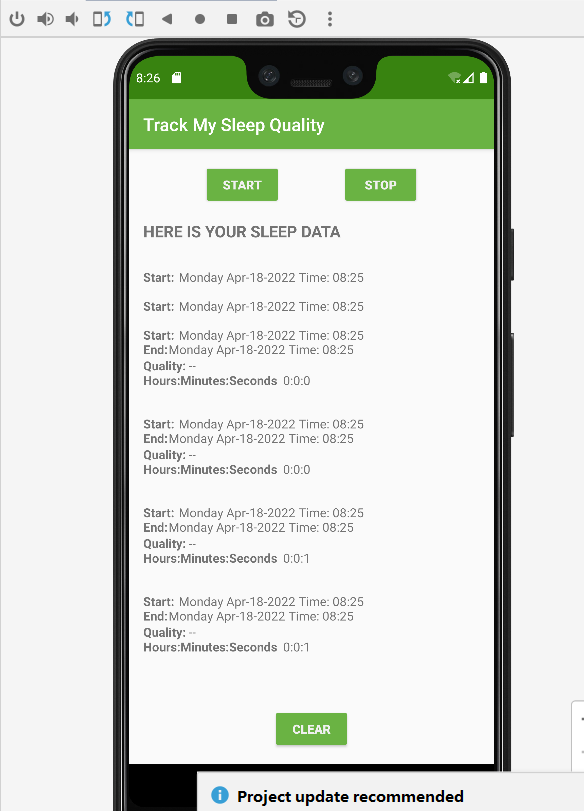 8:26
Track My Sleep Quality
START STOP
HERE IS YOUR SLEEP DATA
Start: Monday Apr-18-2022 Time: 08:25
Start: Monday Apr-18-2022 Time: 08:25
Start: Monday Apr-18-2022 Time: 08:25
End:Monday Apr-18-2022 Time: 08:25
Quality: --
Hours:Minutes:Seconds 0:0:0
Start: Monday Apr-18-2022 Time: 08:25
End:Monday Apr-18-2022 Time: 08:25
Quality: --
Hours:Minutes:Seconds 0:0:0
Start: Monday Apr-18-2022 Time: 08:25
End:Monday Apr-18-2022 Time: 08:25
Quality: --
Hours:Minutes:Seconds 0:0:1
Start: Monday Apr-18-2022 Time: 08:25
End:Monday Apr-18-2022 Time: 08:25
Quality: --
Hours:Minutes:Seconds 0:0:1
CLEAR
Project update recommended